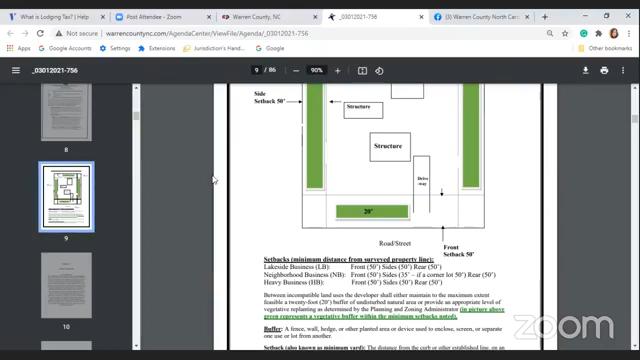 What is Lodging Tax? | Help
Post Attendee - Zoom
Warren County, NC
_03012021-756
(3) Warren County North Caro
Not secure | warrencountync.com/AgendaCenter/ViewFile/Agenda/_03012021-756
Apps
Google Accounts
Settings
Extensions
Jurisdiction's Handb...
Google
Other bookmarks
_03012021-756
9 / 86
90%
8
9
10
Side
Setback 50'
Structure
Structure
Drive
-way
20'
Road/Street
Front
Setback 50'
Setbacks (minimum distance from surveyed property line):
Lakeside Business (LB) Front (50') Sides (50') Rear (50')
Neighborhood Business (NB) Front (50') Sides (35' – if a corner lot 50') Rear (50')
Heavy Business (HB) Front (50') Sides (50') Rear (50')
Between incompatible land uses the developer shall either maintain to the maximum extent
feasible a twenty-foot (20') buffer of undisturbed natural area or provide an appropriate level of
vegetative replanting as determined by the Planning and Zoning Administrator (in picture above
green represents a vegetative buffer within the minimum setbacks noted).
Buffer: A fence, wall, hedge, or other planted area or device used to enclose, screen, or separate
one use or lot from another.
Setback (also known as minimum yard): The distance from the curb or other established line, on an
zoom